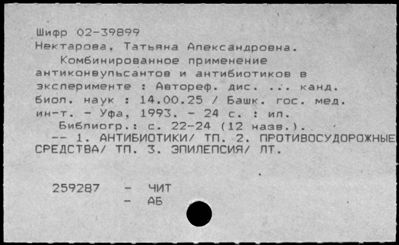 Шифр 02-39899
Нектарова, Татьяна Александровна.
Комбинированное применение
антиконвульсантов и антибиотиков в
эксперименте : Автореф. дис. ... канд.
биол. наук : 14.00.25 / Башк. гос. мед.
ин-т. - Уфа, 1993. - 24 с. : ил.
Библиогр.: с. 22-24 (12 назв.).
-- 1. АНТИБИОТИКИ/ ТП. 2. ПРОТИВОСУДОРОЖНЫЕ
СРЕДСТВА/ ТП. 3. ЭПИЛЕПСИЯ/ ЛТ.
259287 - ЧИТ
- АБ